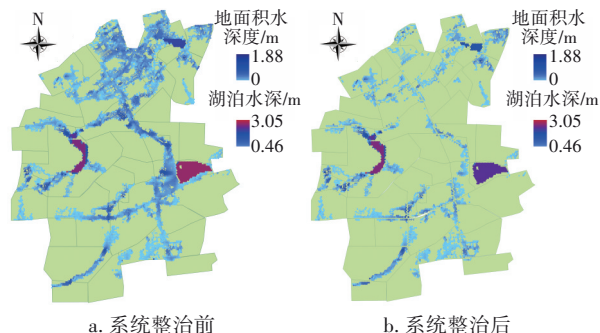 N
地面积水
深度/m
1.88
0
湖泊水深/m
3.05
0.46
a. 系统整治前
N
地面积水
深度/m
1.88
0
湖泊水深/m
3.05
0.46
b. 系统整治后